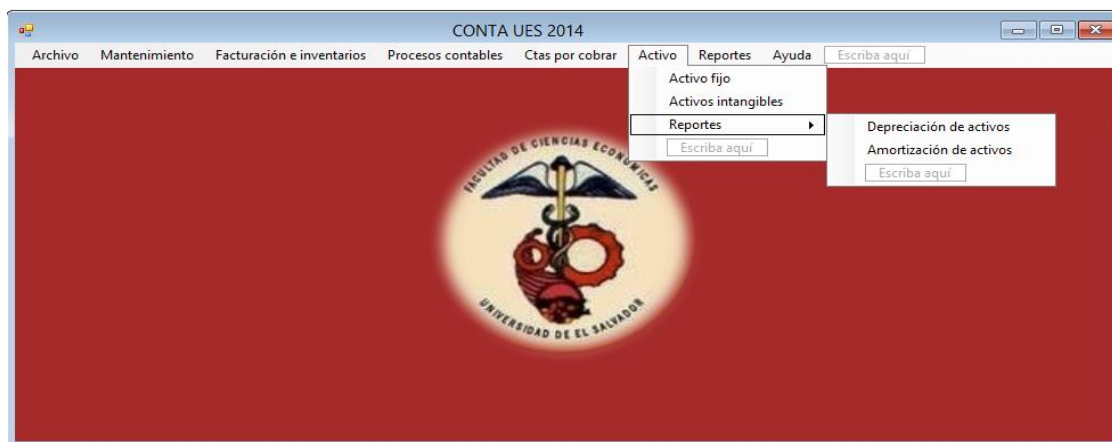 CONTA UES 2014
Archivo Mantenimiento Facturación e inventarios Procesos contables Ctas por cobrar Activo Reportes Ayuda Escriba aquí
Activo fijo
Activos intangibles
Reportes
Escriba aquí
Depreciación de activos
Amortización de activos
Escriba aquí
FACULTAD DE CIENCIAS ECONOMICAS
UNIVERSIDAD DE EL SALVADOR